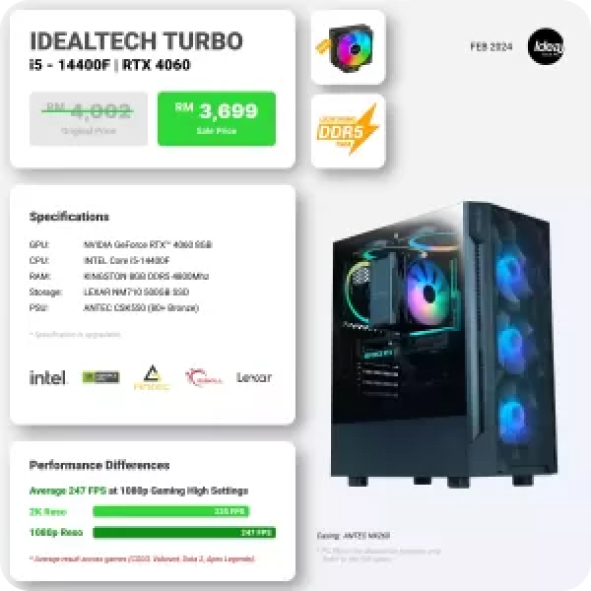 IDEALTECH TURBO
i5 - 14400F | RTX 4060
RM 4,002
Original Price
RM 3,699
Sale Price
DDR5
FEB 2024
Idea
Specifications
GPU: NVIDIA GeForce RTX™ 4060 8GB
CPU: INTEL Core i5-14400F
RAM: KINGSTON 8GB DDR5 4800Mhz
Storage: LEXAR NM710 500GB SSD
PSU: ANTEC CSK550 (80+ Bronze)
* Specification is upgradable
intel
ANTEC
G.SKILL
Lexar
Performance Differences
Average 247 FPS at 1080p Gaming High Settings
2K Reso
FPS
1080p Reso 247 FPS
* Average result across games (CSGO, Valorant, Dota 2, Apex Legends)
Casing: ANTEC NX260